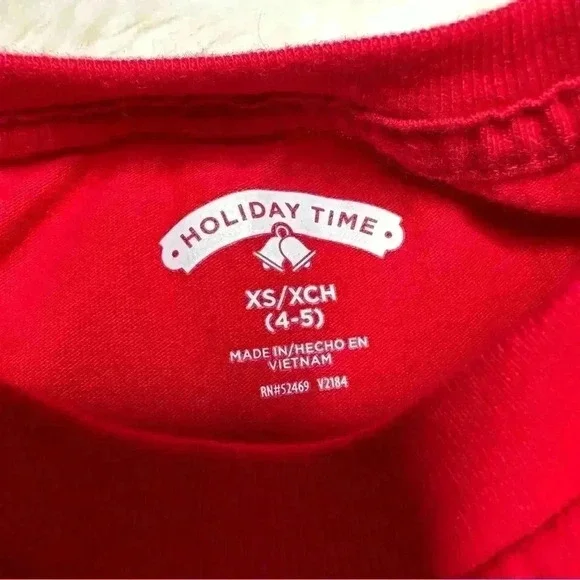 · HOLIDAY TIME ·
XS/XCH
(4-5)
MADE IN/HECHO EN
VIETNAM
RN#52469 V2184